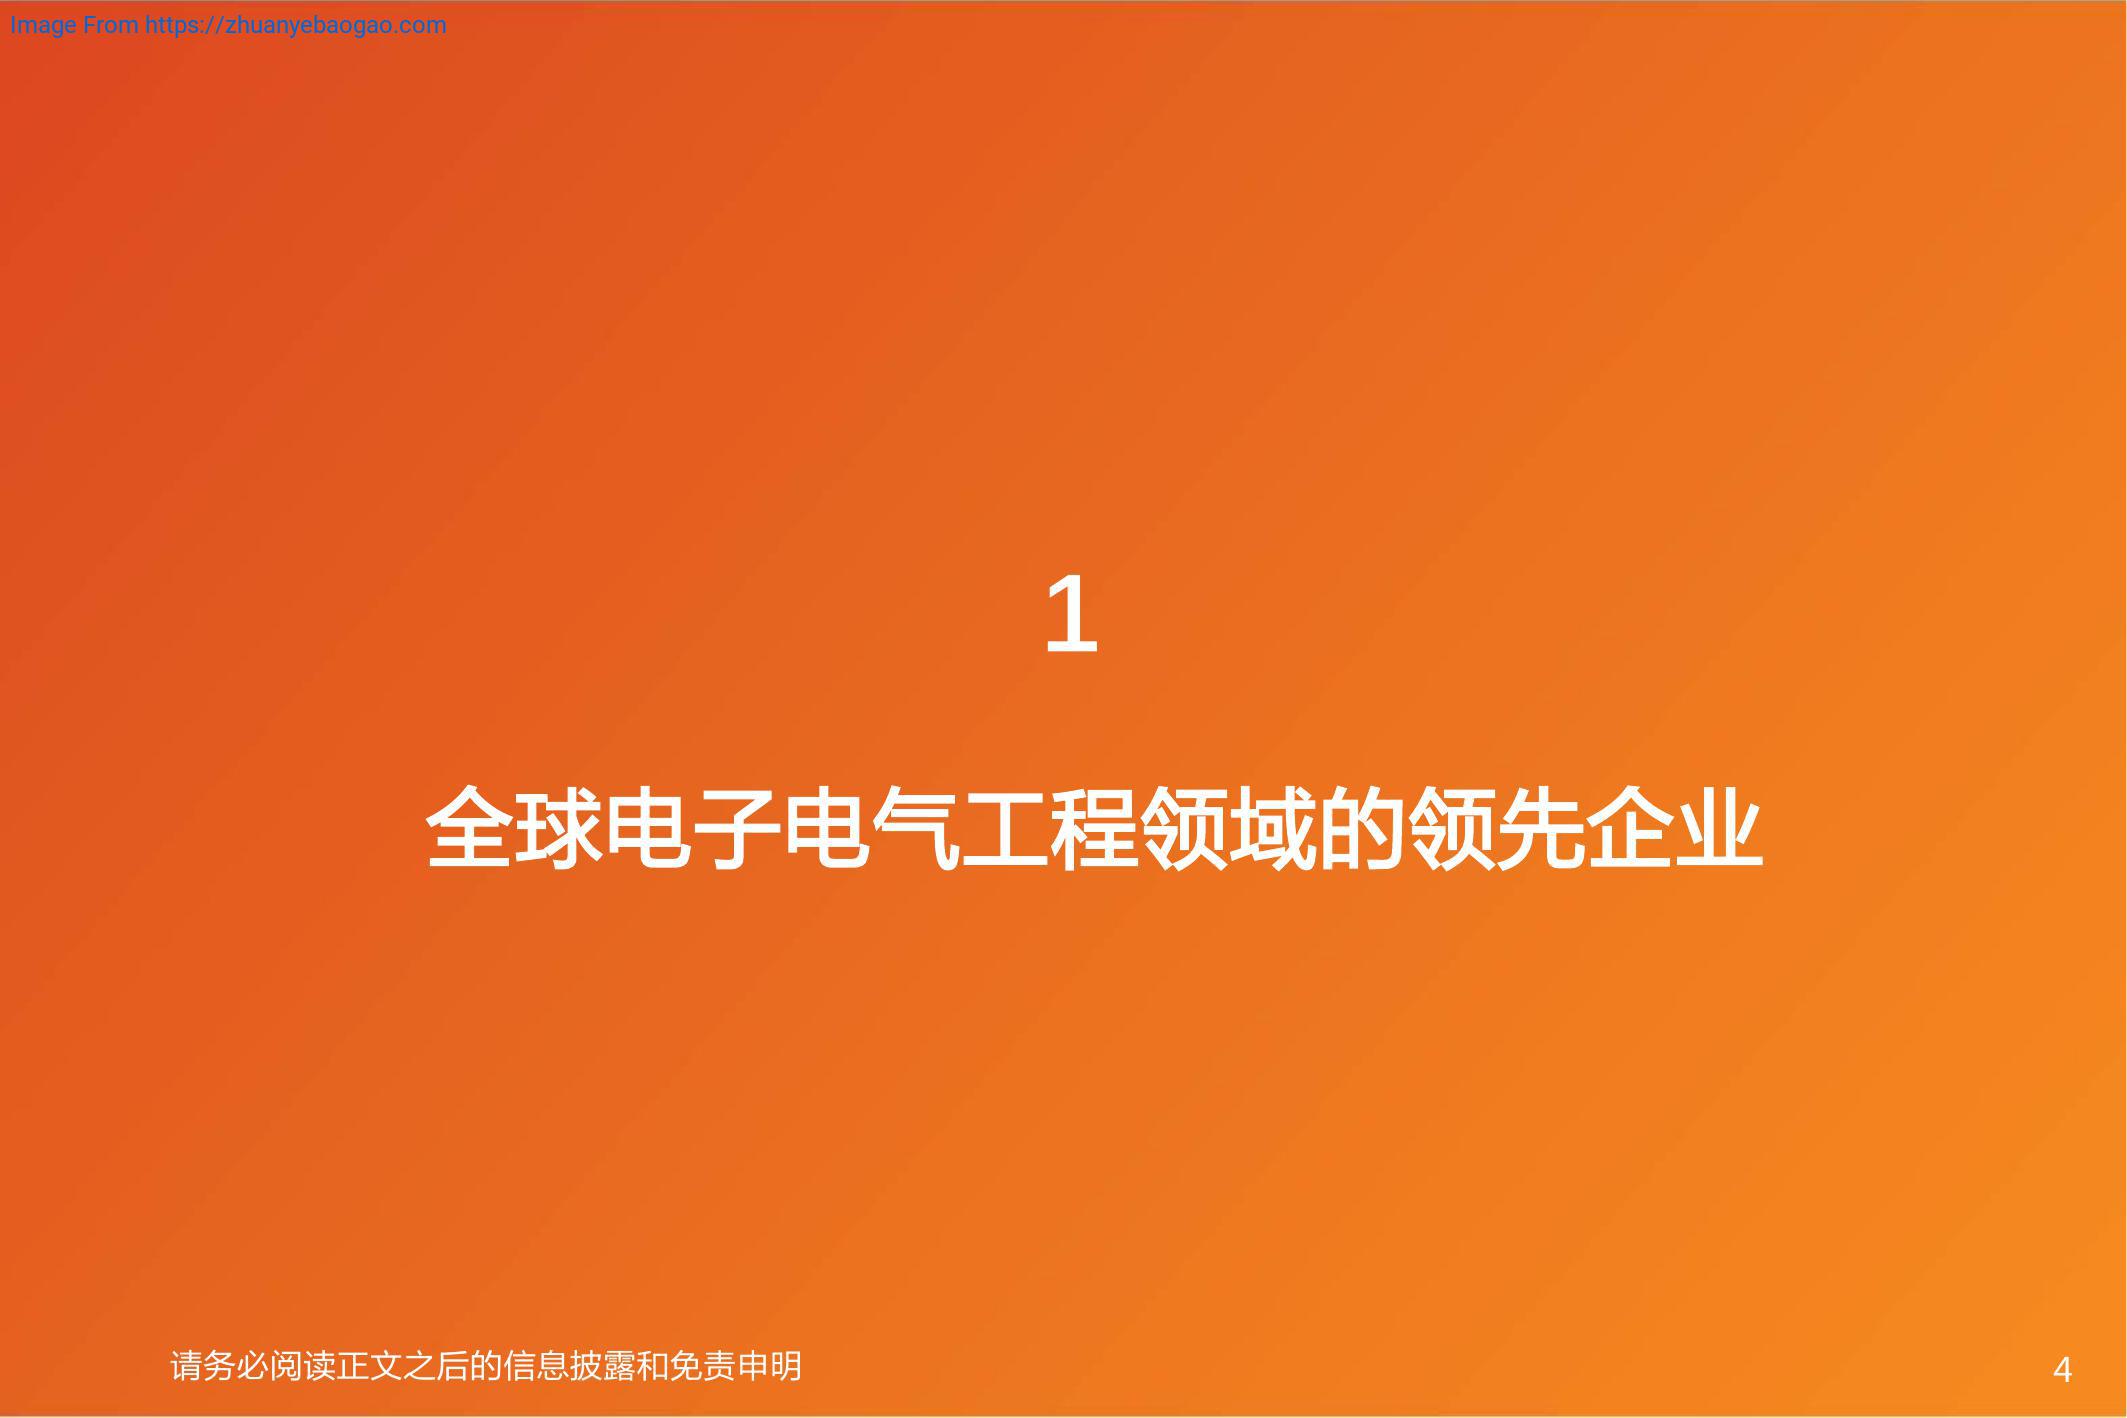 Image From https://zhuanyebaogao.com
1
全球电子电气工程领域的领先企业
请务必阅读正文之后的信息披露和免责申明
4